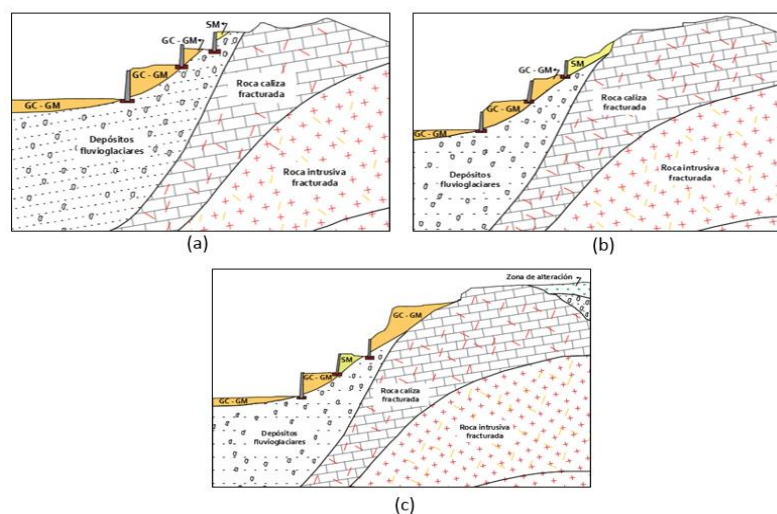 SM
GC - GM
GC - GM
GC - GM
Roca caliza
fracturada
Depósitos
fluvioglaciares
Roca intrusiva
fracturada
(a)
SM
GC - GM
GC - GM
GC - GM
Roca caliza
fracturada
Depósitos
fluvioglaciares
Roca intrusiva
fracturada
(b)
Zona de alteración
GC - GM
SM
GC - GM
GC - GM
Roca caliza
fracturada
Depósitos
fluvioglaciares
Roca intrusiva
fracturada
(c)